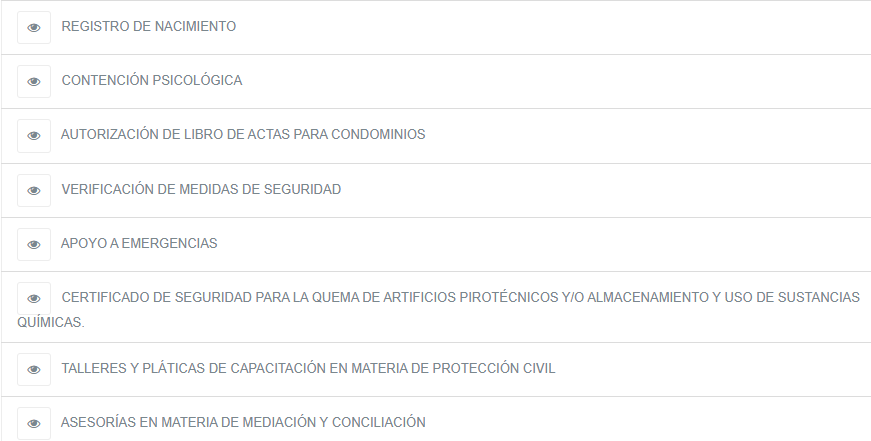 REGISTRO DE NACIMIENTO
CONTENCIÓN PSICOLÓGICA
AUTORIZACIÓN DE LIBRO DE ACTAS PARA CONDOMINIOS
VERIFICACIÓN DE MEDIDAS DE SEGURIDAD
APOYO A EMERGENCIAS
CERTIFICADO DE SEGURIDAD PARA LA QUEMA DE ARTIFICIOS PIROTÉCNICOS Y/O ALMACENAMIENTO Y USO DE SUSTANCIAS
QUÍMICAS.
TALLERES Y PLÁTICAS DE CAPACITACIÓN EN MATERIA DE PROTECCIÓN CIVIL
ASESORÍAS EN MATERIA DE MEDIACIÓN Y CONCILIACIÓN